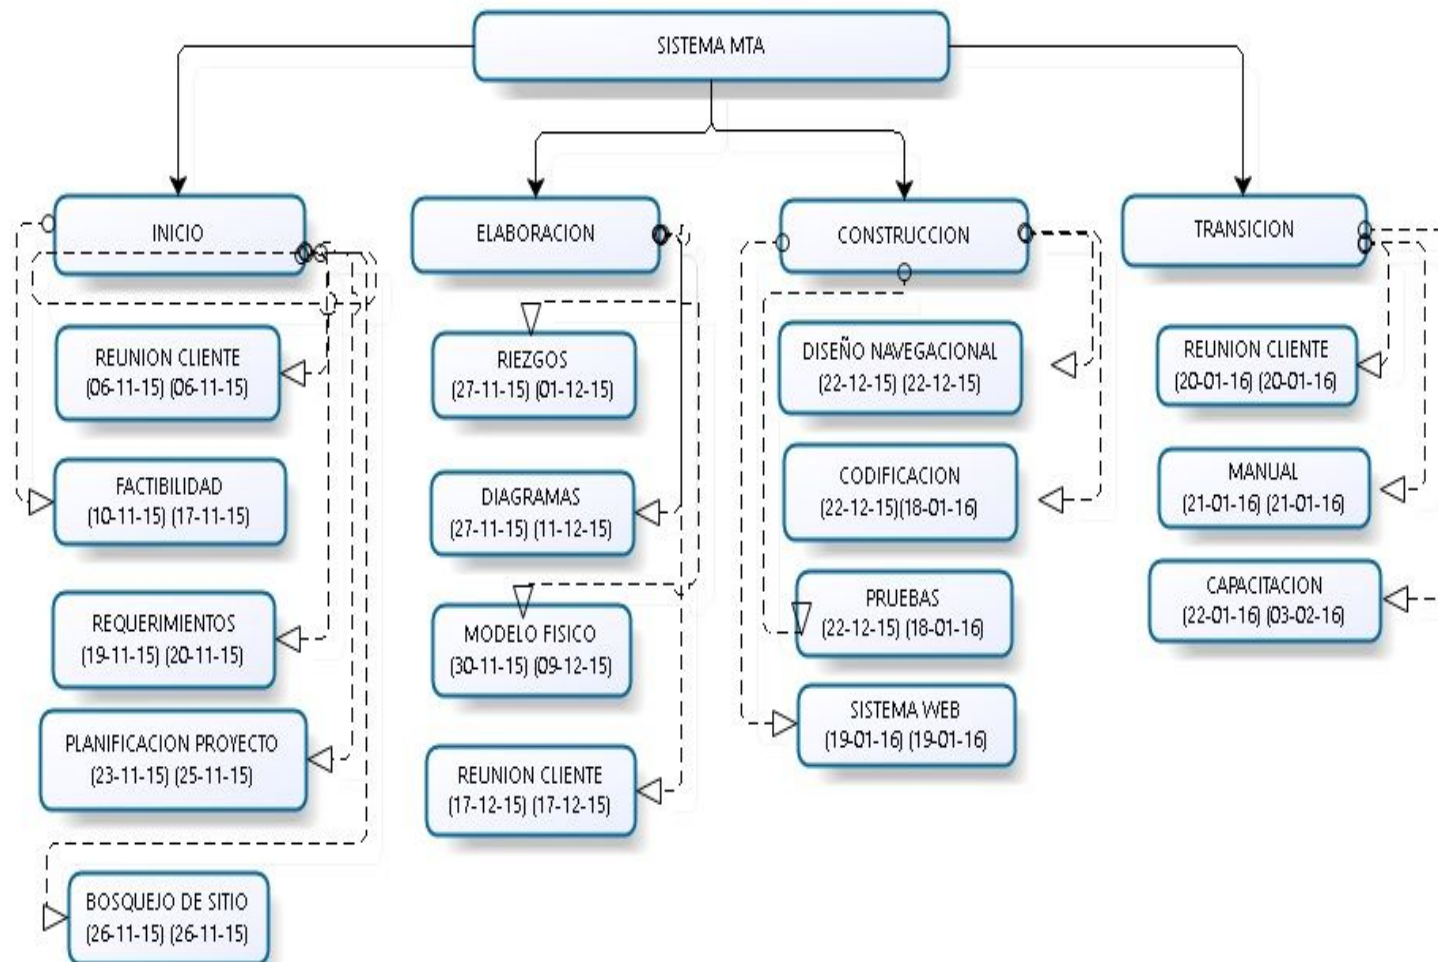 SISTEMA MTA
INICIO
REUNION CLIENTE
(06-11-15) (06-11-15)
FACTIBILIDAD
(10-11-15) (17-11-15)
REQUERIMIENTOS
(19-11-15) (20-11-15)
PLANIFICACION PROYECTO
(23-11-15) (25-11-15)
BOSQUEJO DE SITIO
(26-11-15) (26-11-15)
ELABORACION
RIEZGOS
(27-11-15) (01-12-15)
DIAGRAMAS
(27-11-15) (11-12-15)
MODELO FISICO
(30-11-15) (09-12-15)
REUNION CLIENTE
(17-12-15) (17-12-15)
CONSTRUCCION
DISEÑO NAVEGACIONAL
(22-12-15) (22-12-15)
CODIFICACION
(22-12-15)(18-01-16)
PRUEBAS
(22-12-15) (18-01-16)
SISTEMA WEB
(19-01-16) (19-01-16)
TRANSICION
REUNION CLIENTE
(20-01-16) (20-01-16)
MANUAL
(21-01-16) (21-01-16)
CAPACITACION
(22-01-16) (03-02-16)